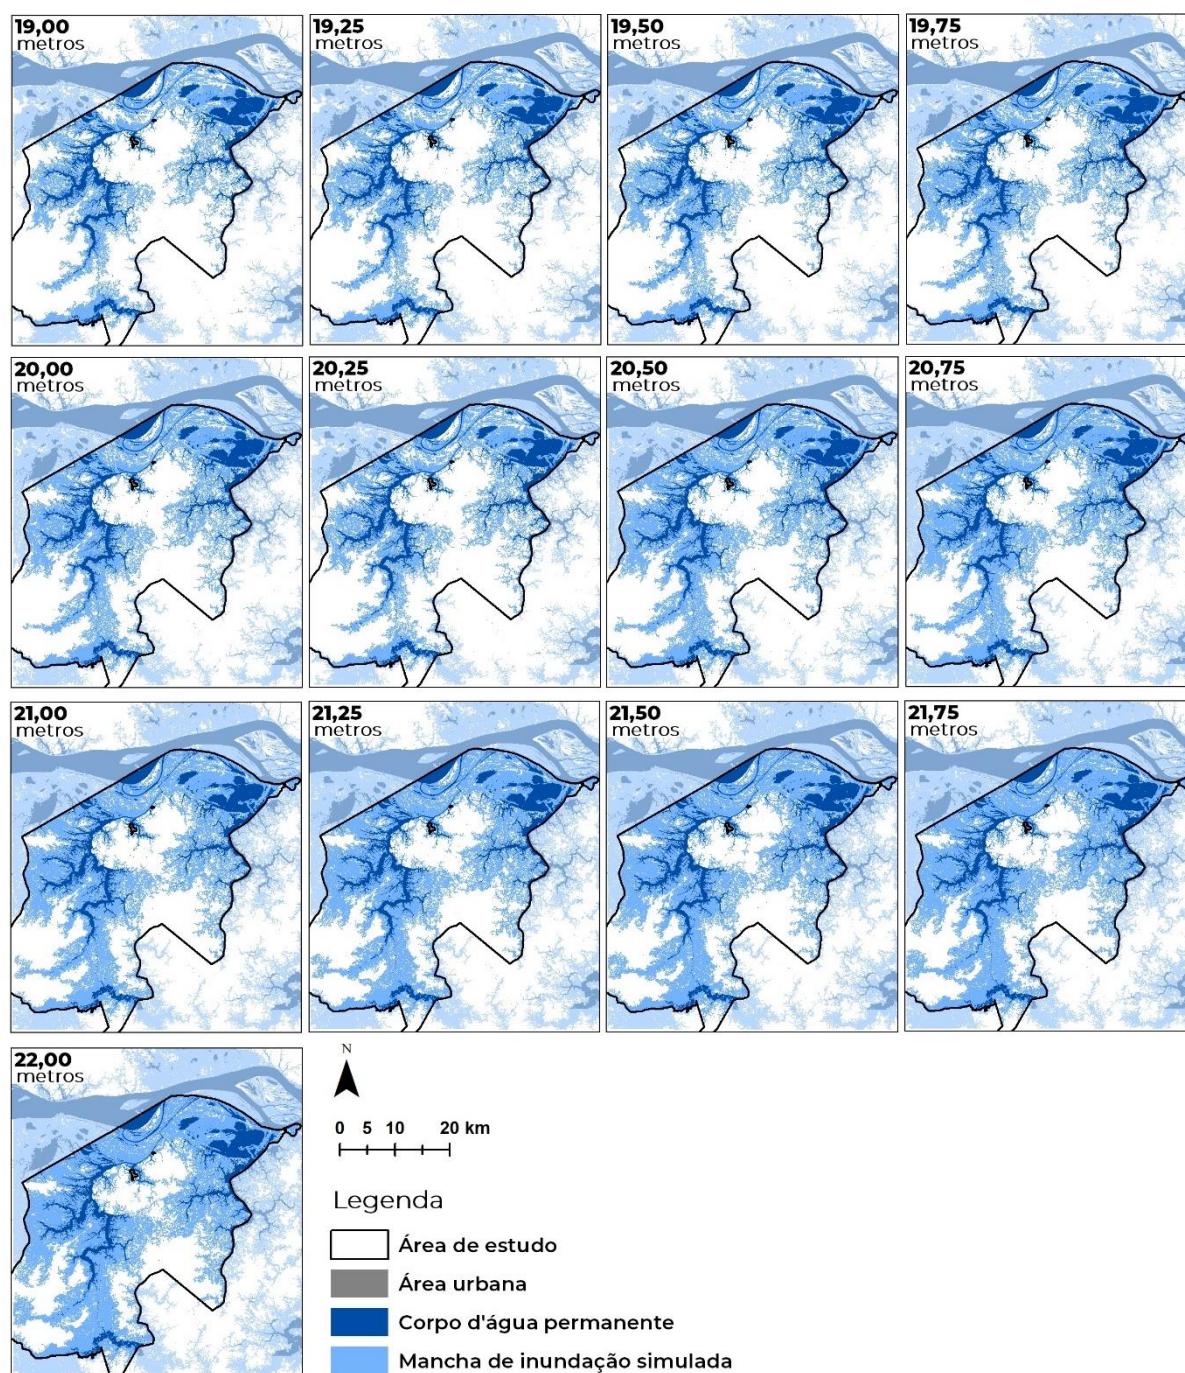 19,00
metros
19,25
metros
19,50
metros
19,75
metros
20,00
metros
20,25
metros
20,50
metros
20,75
metros
21,00
metros
21,25
metros
21,50
metros
21,75
metros
22,00
metros
N
0 5 10 20 km
Legenda
Área de estudo
Área urbana
Corpo d'água permanente
Mancha de inundação simulada